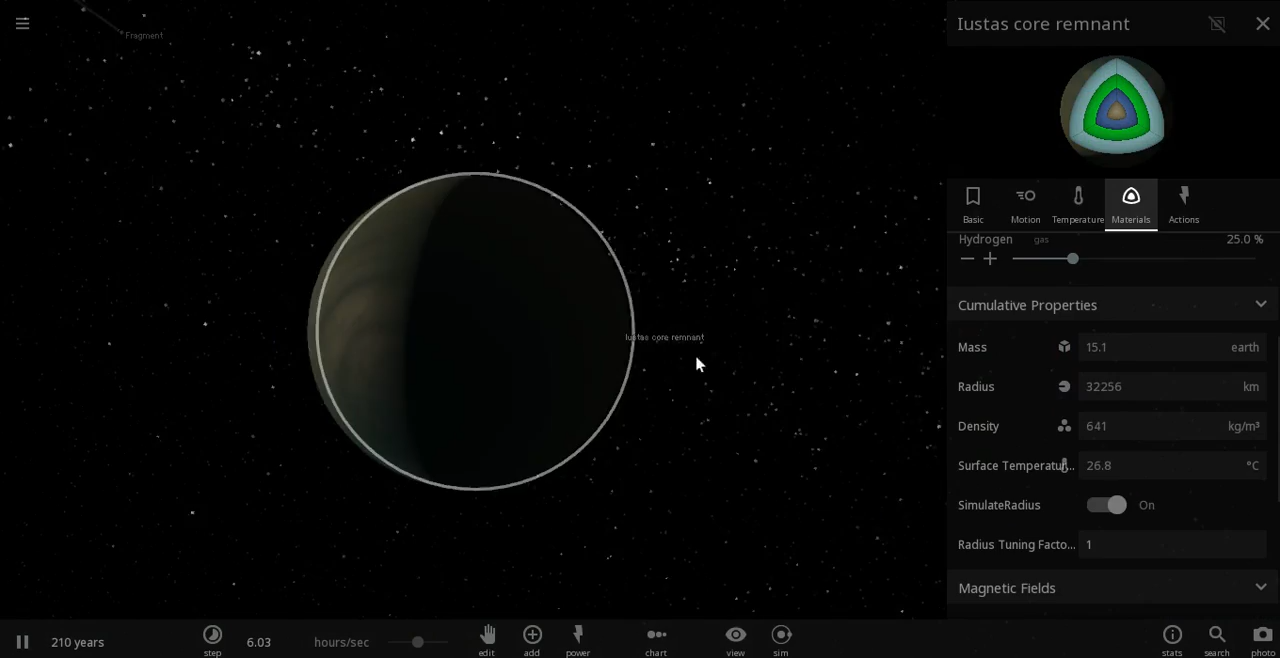 Fragment
Iustas core remnant
Iustas core remnant
Basic
Motion
Temperature
Materials
Actions
Hydrogen gas 25.0 %
Cumulative Properties
Mass 15.1 earth
Radius 32256 km
Density 641 kg/m³
Surface Temperatur... 26.8 °C
SimulateRadius On
Radius Tuning Facto... 1
Magnetic Fields
210 years
step
6.03 hours/sec
edit
add
power
chart
view
sim
stats
search
photo